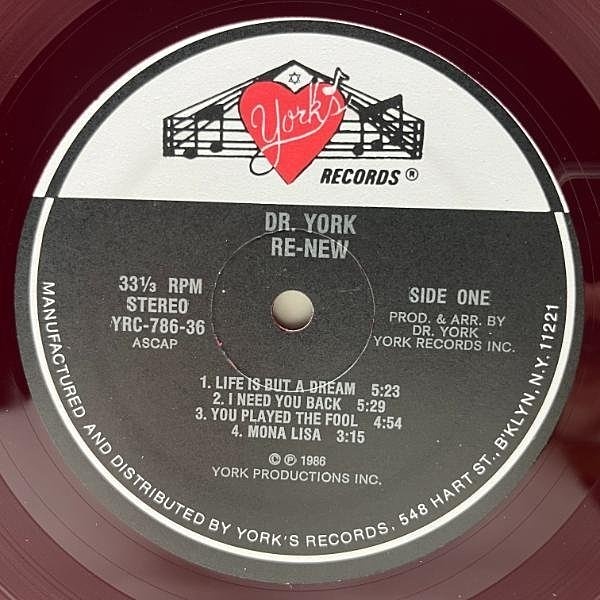 York's
RECORDS ®
DR. YORK
RE-NEW
33⅓ RPM
STEREO
YRC-786-36
ASCAP
SIDE ONE
PROD. & ARR. BY
DR. YORK
YORK RECORDS INC.
1. LIFE IS BUT A DREAM 5:23
2. I NEED YOU BACK 5:29
3. YOU PLAYED THE FOOL 4:54
4. MONA LISA 3:15
© ℗ 1986
YORK PRODUCTIONS INC.
MANUFACTURED AND DISTRIBUTED BY YORK'S RECORDS, 548 HART ST., B'KLYN, N.Y. 11221